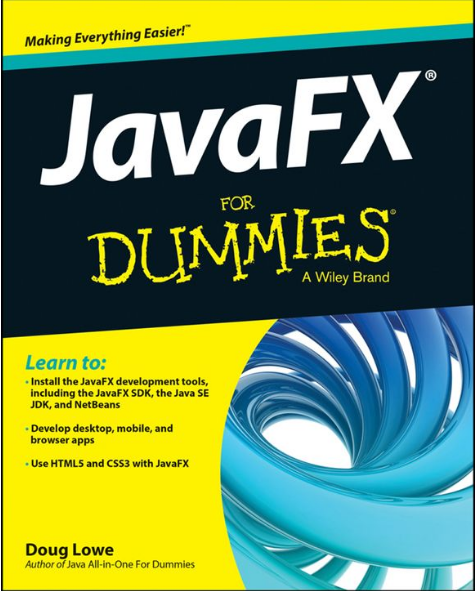 Making Everything Easier!™
JavaFX®
FOR
DUMMIES®
A Wiley Brand
Learn to:
• Install the JavaFX development tools,
including the JavaFX SDK, the Java SE
JDK, and NetBeans
• Develop desktop, mobile, and
browser apps
• Use HTML5 and CSS3 with JavaFX
Doug Lowe
Author of Java All-in-One For Dummies